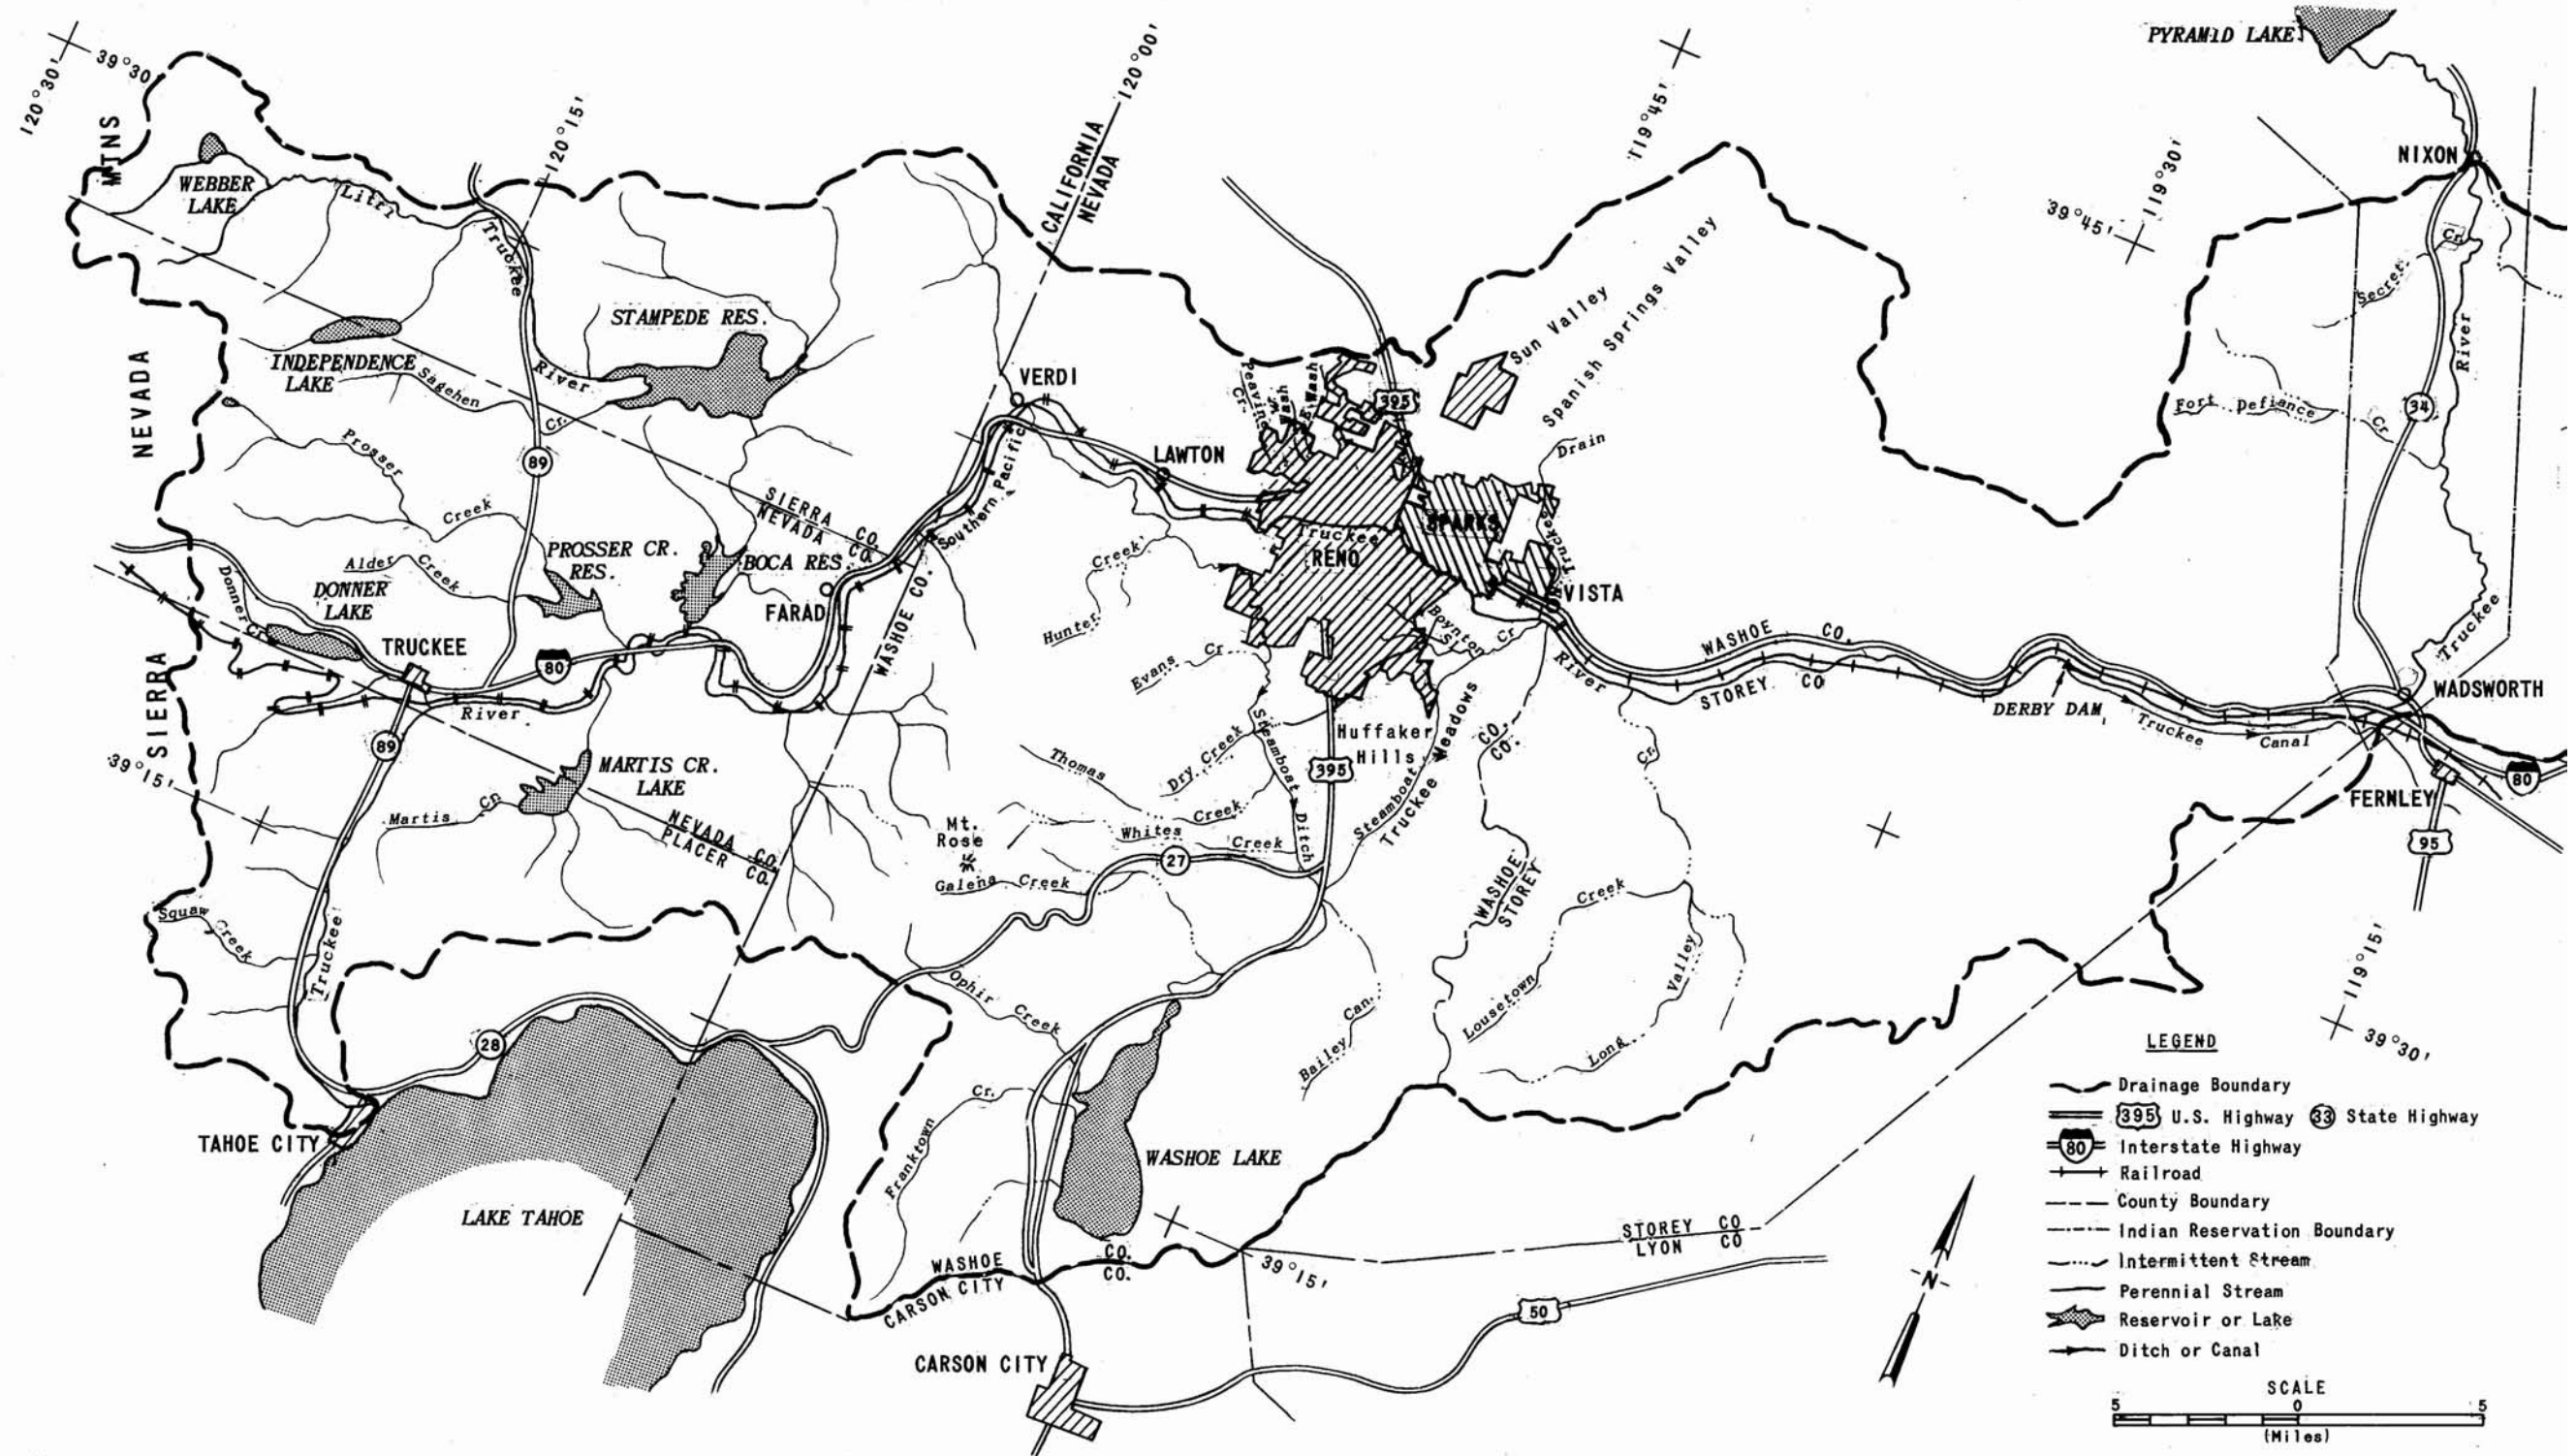 PYRAMID LAKE
120°30'
39°30'
120°15'
120°00'
119°45'
39°45'
119°30'
NIXON
MTNS
WEBBER
LAKE
Little
Truckee
River
CALIFORNIA
NEVADA
STAMPEDE RES.
INDEPENDENCE
LAKE
Sagehen
Cr.
NEVADA
SIERRA
Prosser
Creek
89
VERDI
LAWTON
Peavine
Cr.
W. Wash
E. Wash
395
Sun Valley
Spanish Springs Valley
Drain
Secret
Cr.
River
34
Fort Defiance
Cr
SIERRA CO.
NEVADA CO.
Southern Pacific
PROSSER CR.
RES.
BOCA RES.
Alder Creek
DONNER
LAKE
Donner
Cr.
TRUCKEE
FARAD
80
WASHOE CO.
River
Hunter
Creek
Truckee
RENO
SPARKS
Truckee
VISTA
Boynton
S.
Cr
Evans Cr
River
WASHOE CO.
STOREY CO
DERBY DAM
Truckee
Canal
Truckee
WADSWORTH
80
FERNLEY
95
89
39°15'
MARTIS CR.
LAKE
Martis Cr.
NEVADA CO.
PLACER CO.
Thomas
Creek
Dry Creek
Steamboat Ditch
Huffaker
Hills
395
Steamboat
Truckee Meadows
CO.
CO.
WASHOE
STOREY
Cr.
Mt.
Rose
Whites
Creek
Galena Creek
27
Squaw
Creek
Truckee
Ophir
Creek
28
Bailey Can.
Lousetown
Creek
Long
Valley
119°15'
39°30'
TAHOE CITY
LAKE TAHOE
Franktown
Cr.
WASHOE LAKE
WASHOE CO.
CARSON CITY CO.
39°15'
STOREY CO
LYON CO
50
CARSON CITY
N
LEGEND
Drainage Boundary
395 U.S. Highway 33 State Highway
80 Interstate Highway
Railroad
County Boundary
Indian Reservation Boundary
Intermittent Stream
Perennial Stream
Reservoir or Lake
Ditch or Canal
SCALE
5 0 5
(Miles)